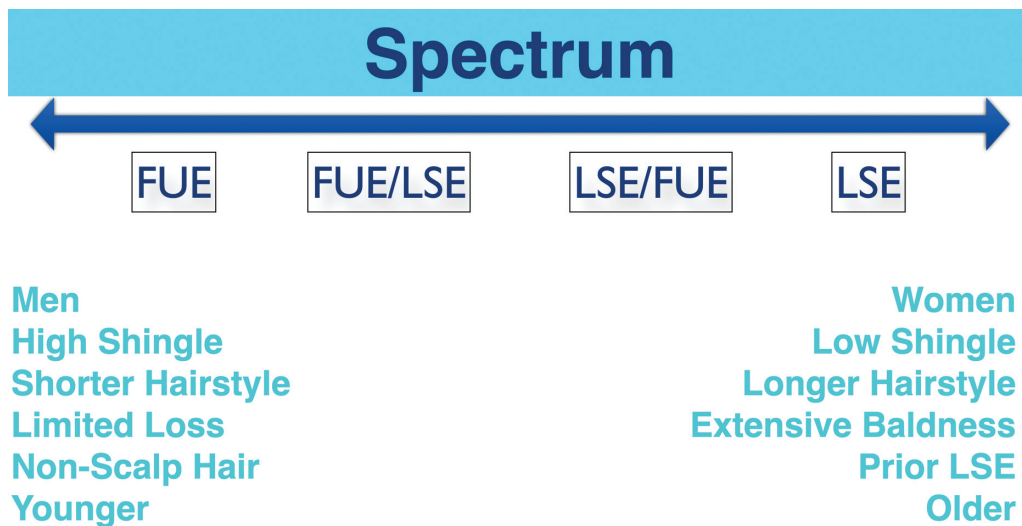 Spectrum
FUE FUE/LSE LSE/FUE LSE
Men
High Shingle
Shorter Hairstyle
Limited Loss
Non-Scalp Hair
Younger
Women
Low Shingle
Longer Hairstyle
Extensive Baldness
Prior LSE
Older